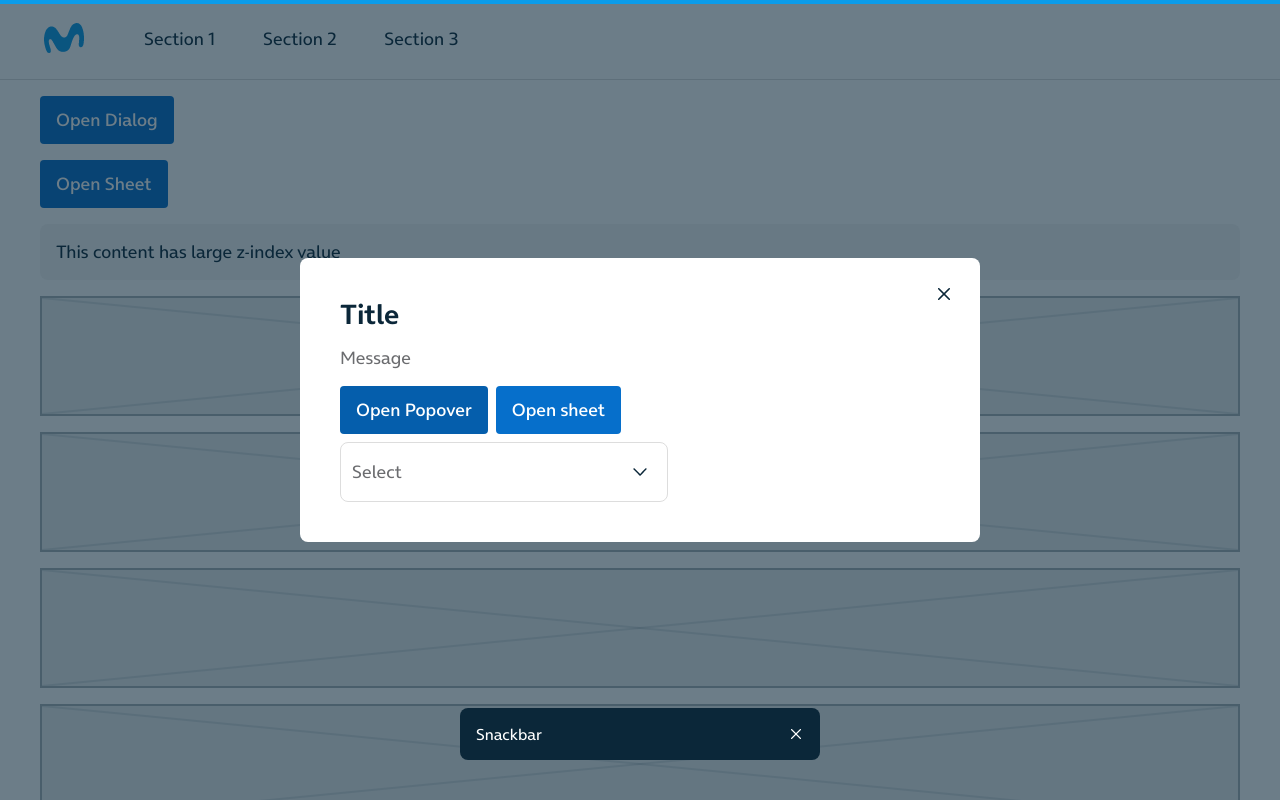 Section 1 Section 2 Section 3
Open Dialog
Open Sheet
This content has large z-index value
Title
Message
Open Popover Open sheet
Select
Snackbar